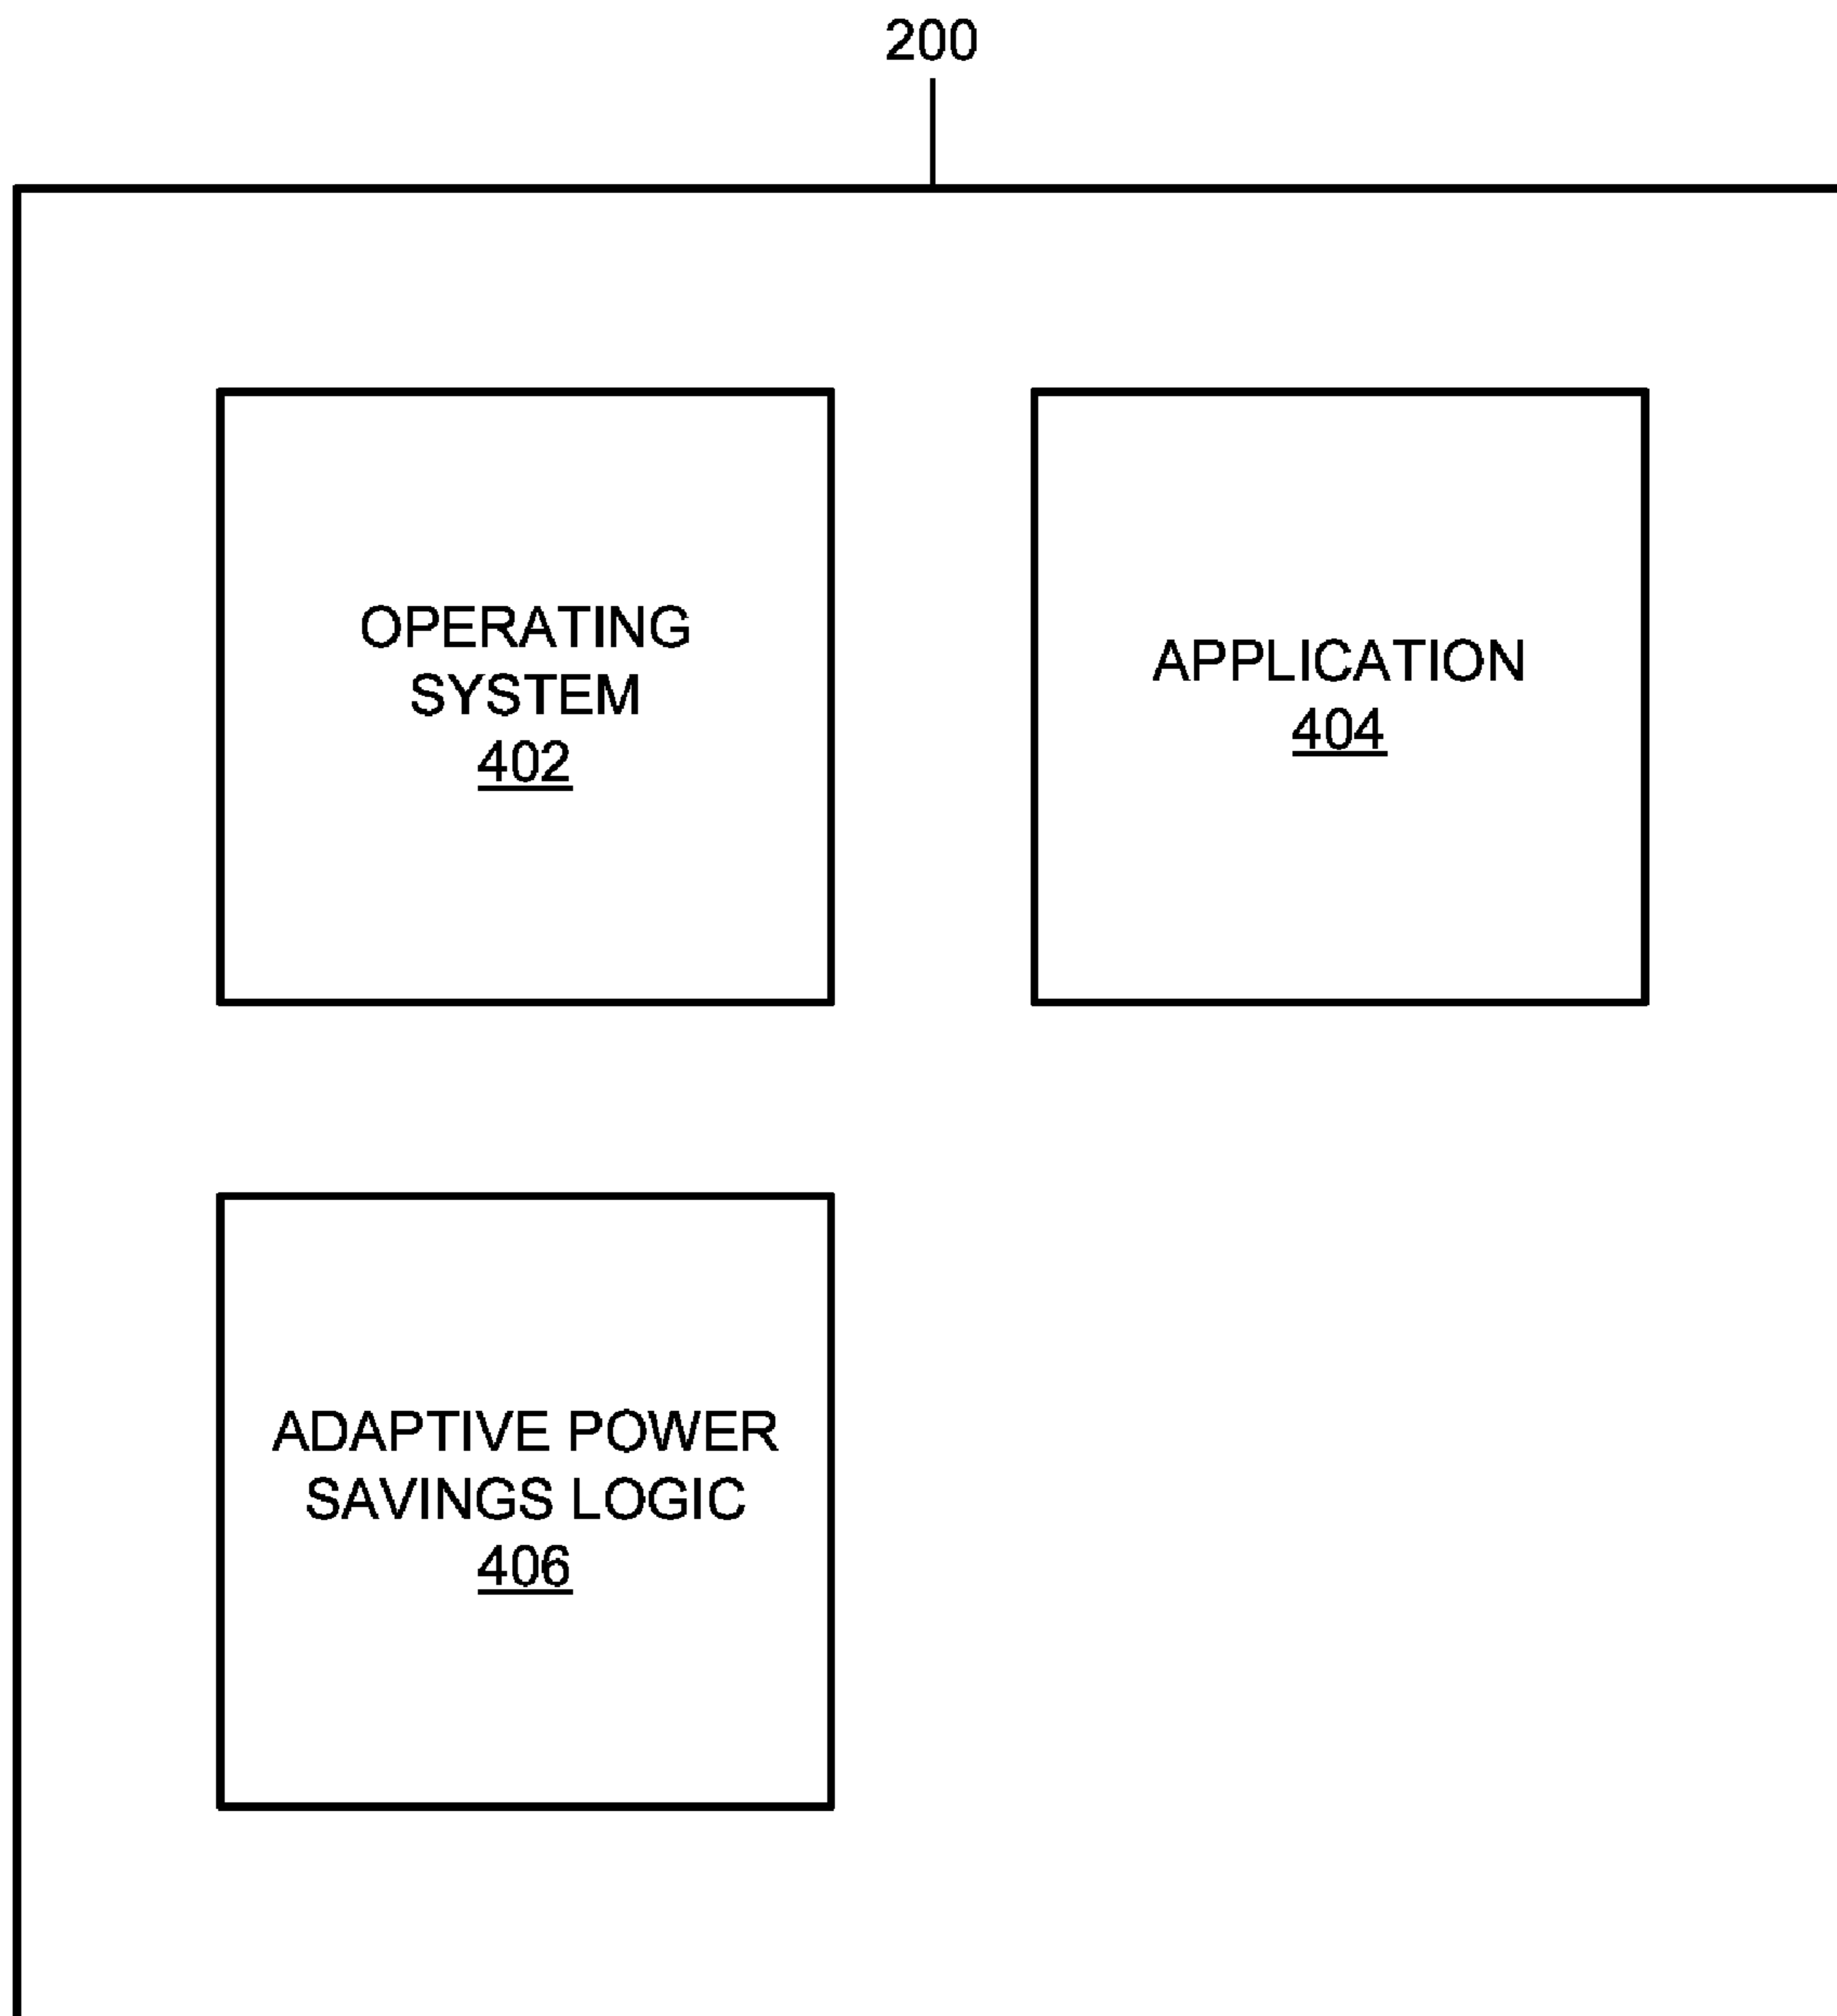 200
OPERATING
SYSTEM
402
APPLICATION
404
ADAPTIVE POWER
SAVINGS LOGIC
406